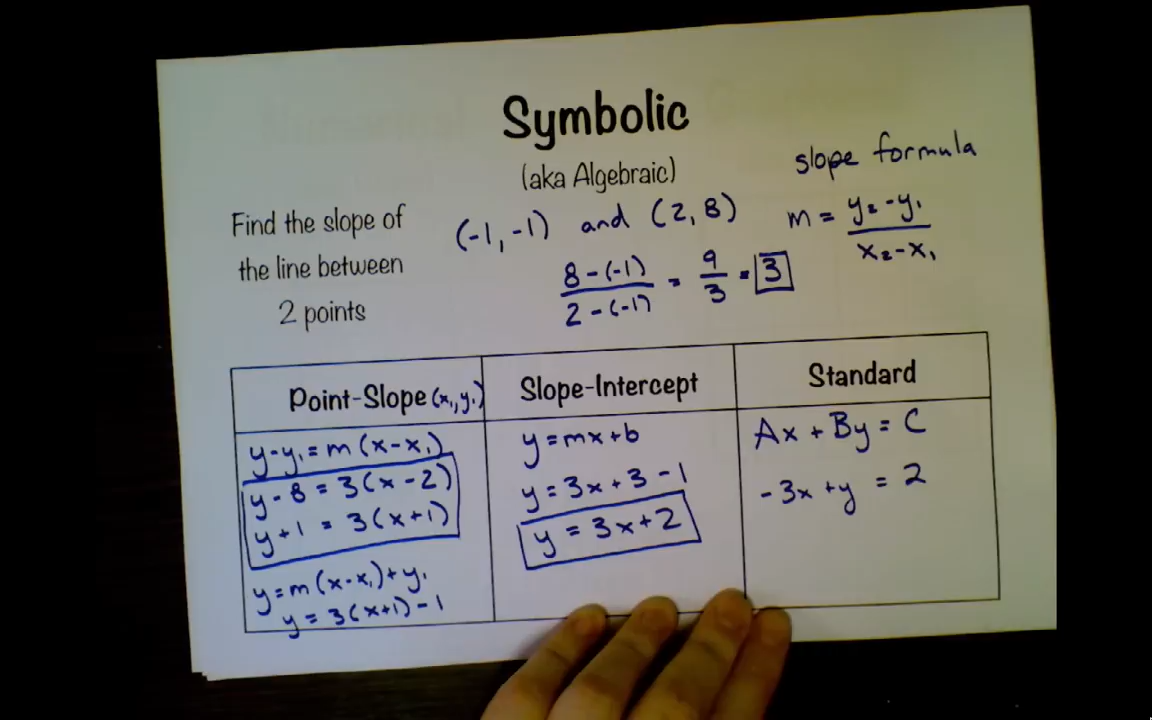 Symbolic
(aka Algebraic)
slope formula
m = y₂-y₁ / x₂-x₁
Find the slope of
the line between
2 points
(-1,-1) and (2,8)
8-(-1) / 2-(-1) = 9/3 = 3
Point-Slope (x₁,y₁)
y-y₁=m(x-x₁)
y-8=3(x-2)
y+1=3(x+1)
y=m(x-x₁)+y₁
y=3(x+1)-1
Slope-Intercept
y=mx+b
y=3x+3-1
y=3x+2
Standard
Ax+By=C
-3x+y=2